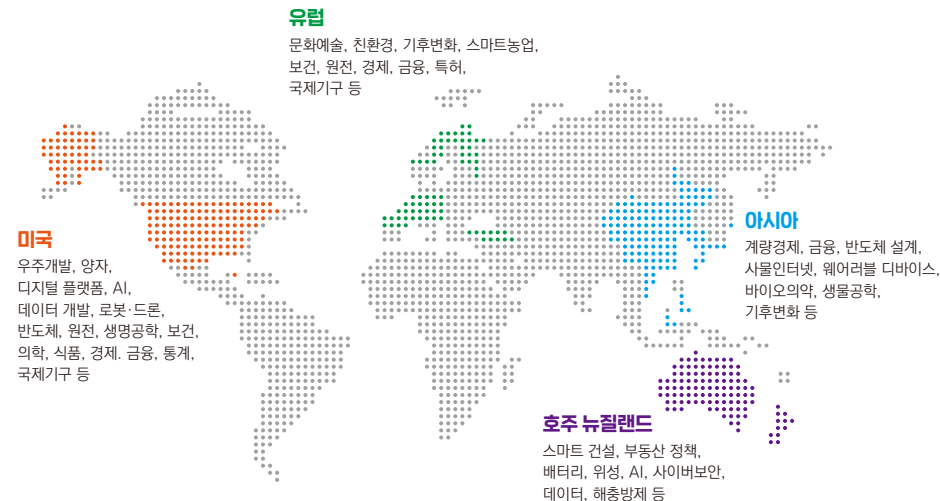 유럽
문화예술, 친환경, 기후변화, 스마트농업,
보건, 원전, 경제, 금융, 특허,
국제기구 등
미국
우주개발, 양자,
디지털 플랫폼, AI,
데이터 개발, 로봇·드론,
반도체, 원전, 생명공학, 보건,
의학, 식품, 경제. 금융, 통계,
국제기구 등
아시아
계량경제, 금융, 반도체 설계,
사물인터넷, 웨어러블 디바이스,
바이오의약, 생물공학,
기후변화 등
호주 뉴질랜드
스마트 건설, 부동산 정책,
배터리, 위성, AI, 사이버보안,
데이터, 해충방제 등